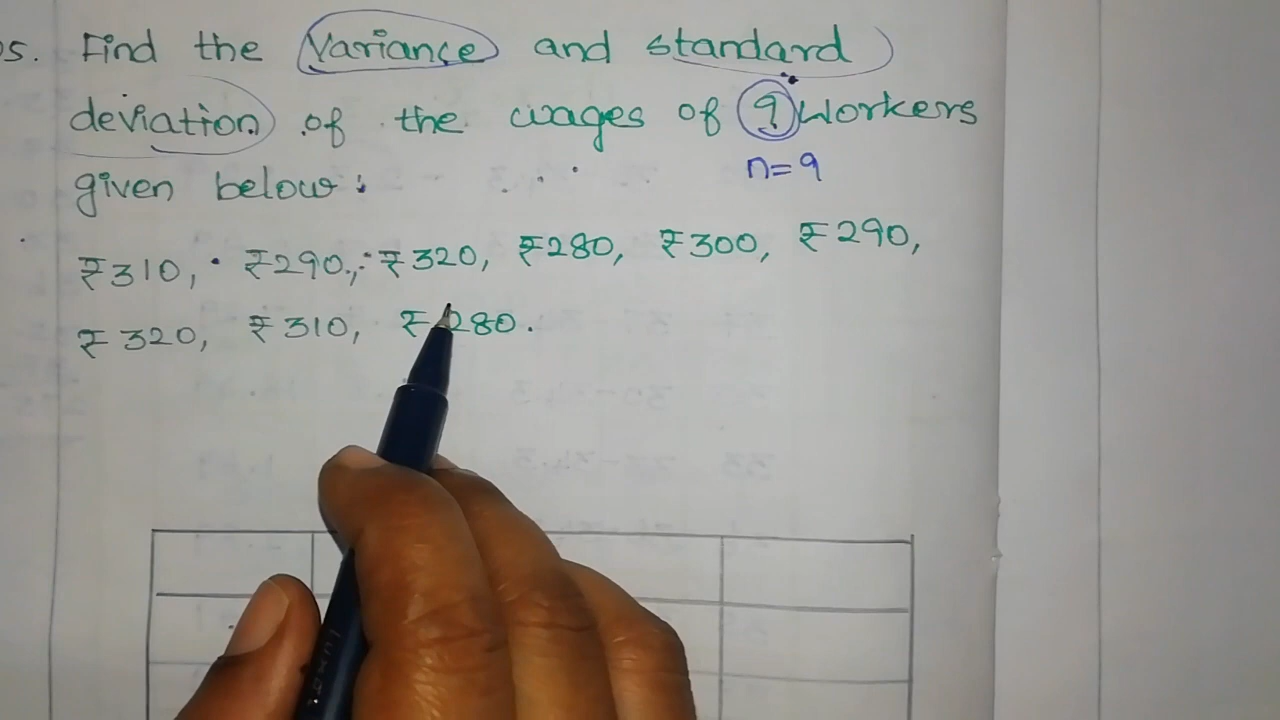 05. Find the Variance and standard
deviation of the wages of 9 Workers
n=9
given below:
₹310, ₹290, ₹320, ₹280, ₹300, ₹290,
₹320, ₹310, ₹280.